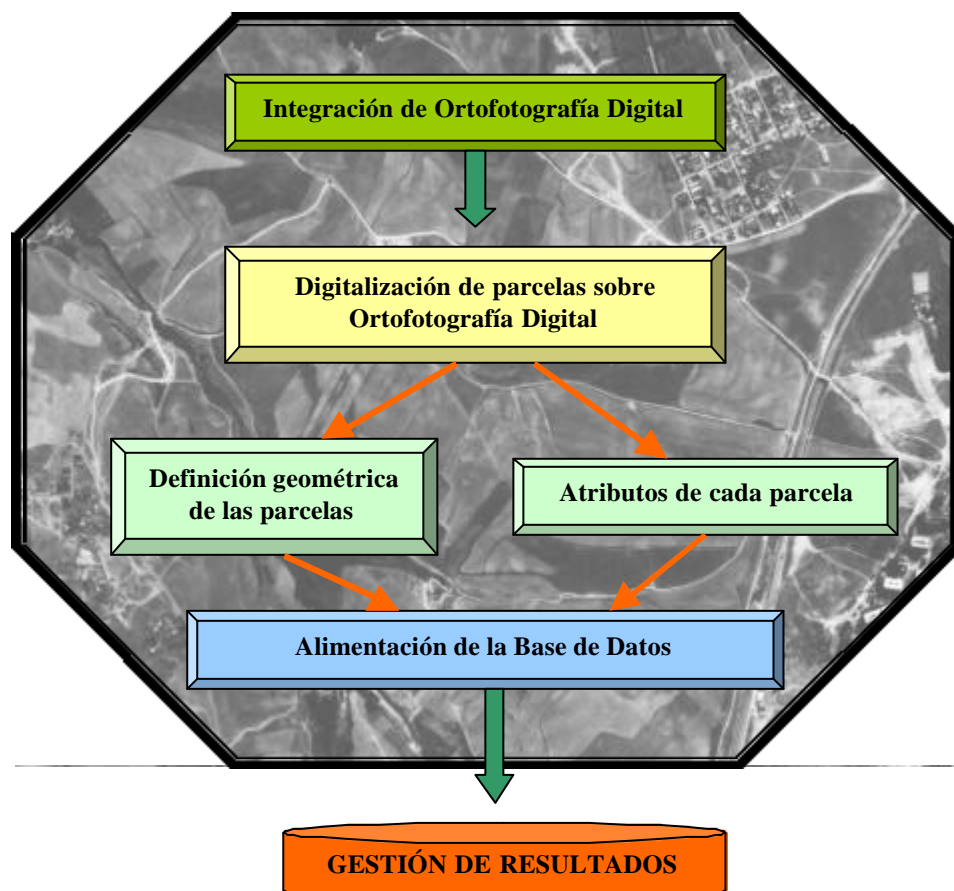 Integración de Ortofotografía Digital
Digitalización de parcelas sobre
Ortofotografía Digital
Definición geométrica
de las parcelas
Atributos de cada parcela
Alimentación de la Base de Datos
GESTIÓN DE RESULTADOS